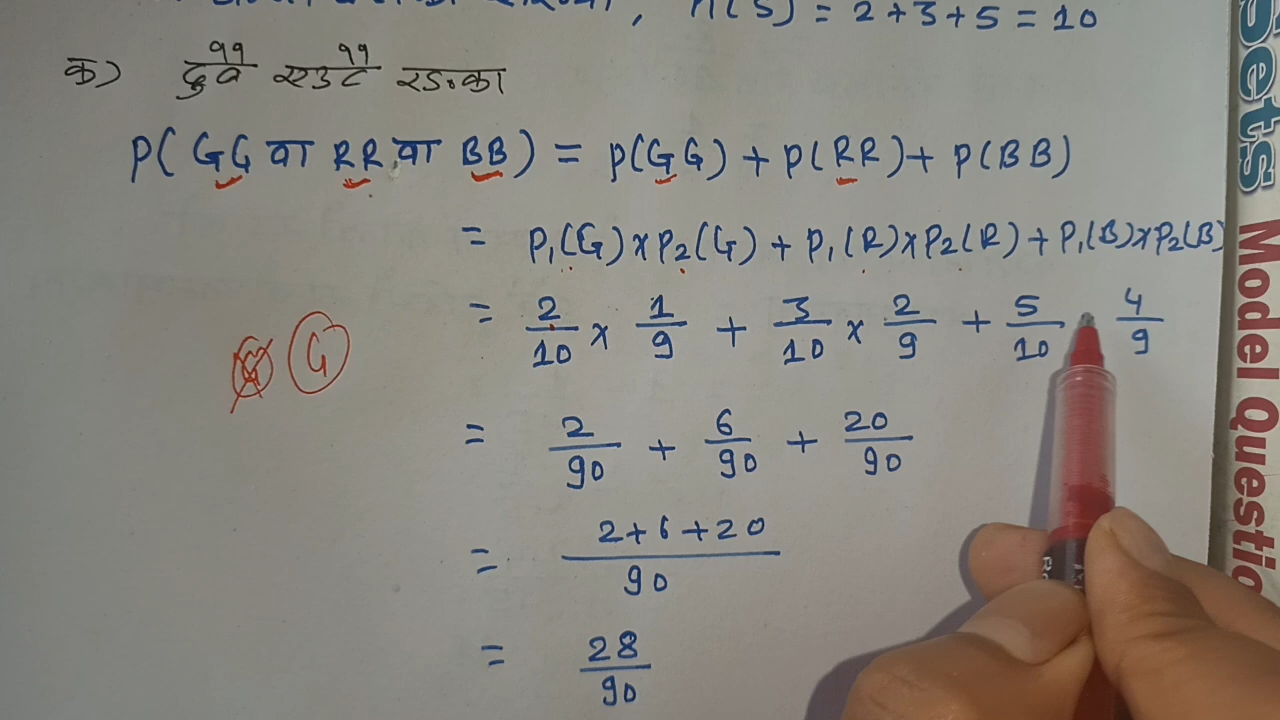 , n(S) = 2+3+5 = 10
क) दुवै एउटै रङका
P(GG वा RR वा BB) = P(GG) + P(RR) + P(BB)
= P₁(G)×P₂(G) + P₁(R)×P₂(R) + P₁(B)×P₂(B)
= 2/10 × 1/9 + 3/10 × 2/9 + 5/10 4/9
G
= 2/90 + 6/90 + 20/90
= 2+6+20/90
= 28/90
Sets Model Questio